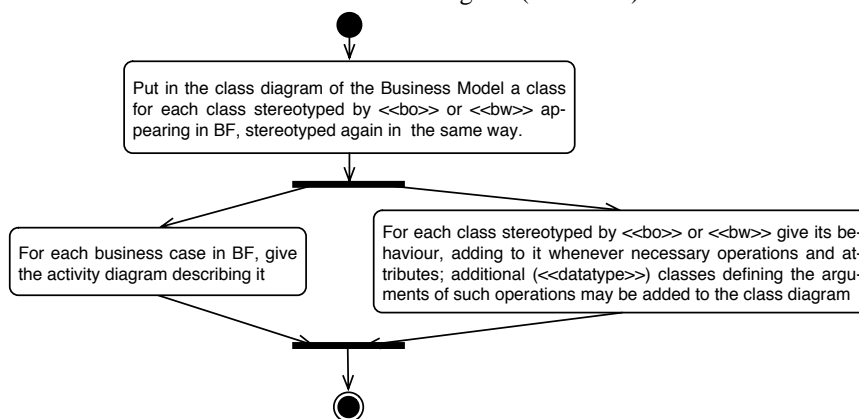 Put in the class diagram of the Business Model a class
for each class stereotyped by <<bo>> or <<bw>> ap-
pearing in BF, stereotyped again in the same way.
For each business case in BF, give
the activity diagram describing it
For each class stereotyped by <<bo>> or <<bw>> give its be-
haviour, adding to it whenever necessary operations and at-
tributes; additional (<<datatype>>) classes defining the argu-
ments of such operations may be added to the class diagram